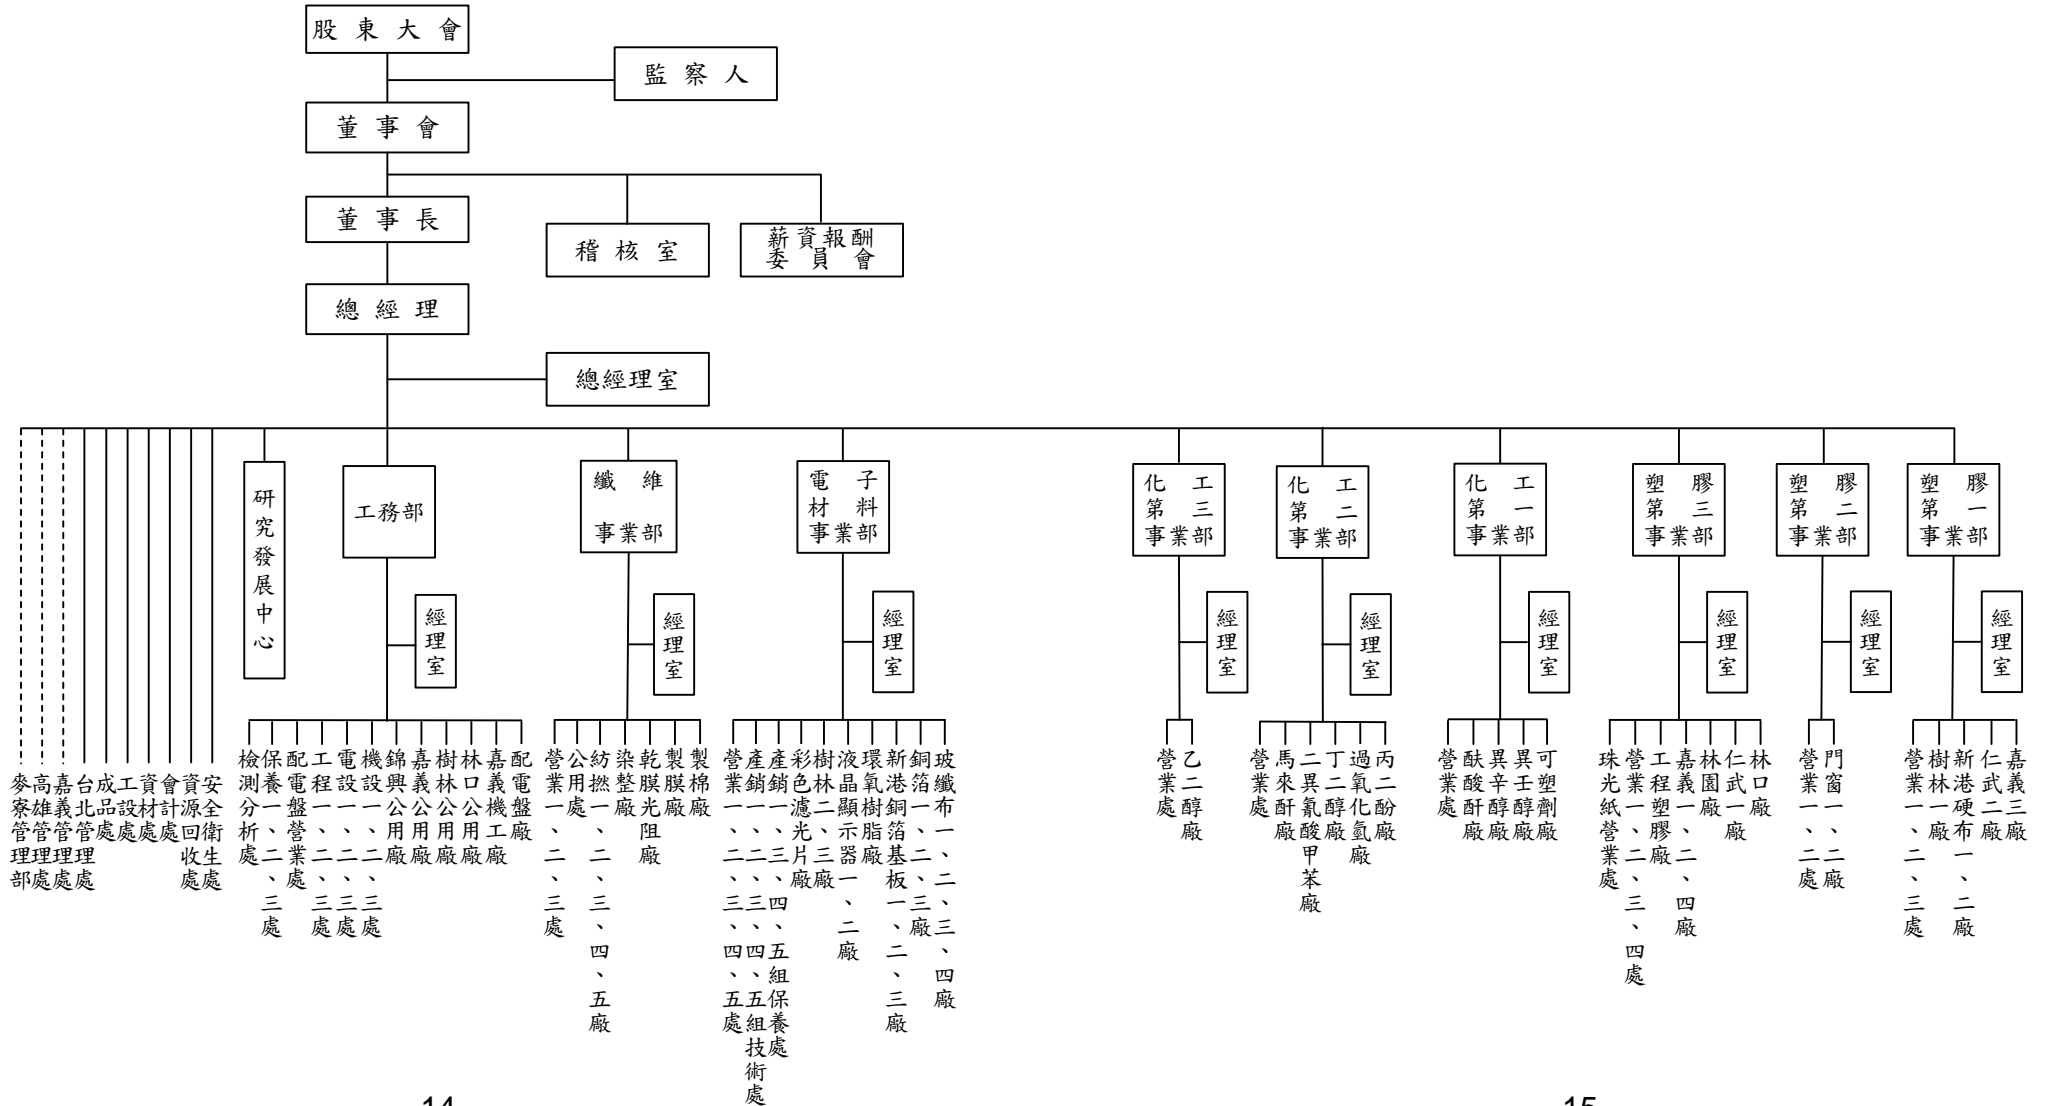 股東大會
監察人
董事會
董事長
稽核室
薪資報酬
委員會
總經理
總經理室
麥寮管理部
高雄管理處
嘉義管理處
台北管理處
成品處
工設處
資材處
會計處
資源回收處
安全衛生處
研究發展中心
工務部
經理室
檢測分析處
保養一、二、三處
配電盤營業處
工程一、二、三處
電設一、二、三處
機設一、二、三處
錦興公用廠
嘉義公用廠
樹林公用廠
林口公用廠
嘉義機工廠
配電盤廠
纖維
事業部
經理室
營業一、二、三處
公用處
紡撚一、二、三、四、五廠
染整廠
乾膜光阻廠
製膜廠
製棉廠
電子
材料
事業部
經理室
營業一、二、三、四、五處
產銷一、二、三、四、五組技術處
產銷一、三、四、五組保養處
彩色濾光片廠
樹林二、三廠
液晶顯示器一、二廠
環氧樹脂廠
新港銅箔基板一、二、三廠
銅箔一、二、三廠
玻纖布一、二、三、四廠
化工
第三
事業部
經理室
營業處
乙二醇廠
化工
第二
事業部
經理室
營業處
馬來酐廠
二異氰酸甲苯廠
丁二醇廠
過氧化氫廠
丙二酚廠
化工
第一
事業部
經理室
營業處
酞酸酐廠
異辛醇廠
異壬醇廠
可塑劑廠
塑膠
第三
事業部
經理室
珠光紙營業處
營業一、二、三、四處
工程塑膠廠
嘉義一、二、四廠
林園廠
仁武一廠
林口廠
塑膠
第二
事業部
經理室
營業一、二處
門窗一、二廠
塑膠
第一
事業部
經理室
營業一、二、三處
樹林一廠
新港硬布一、二廠
仁武二廠
嘉義三廠
14
15